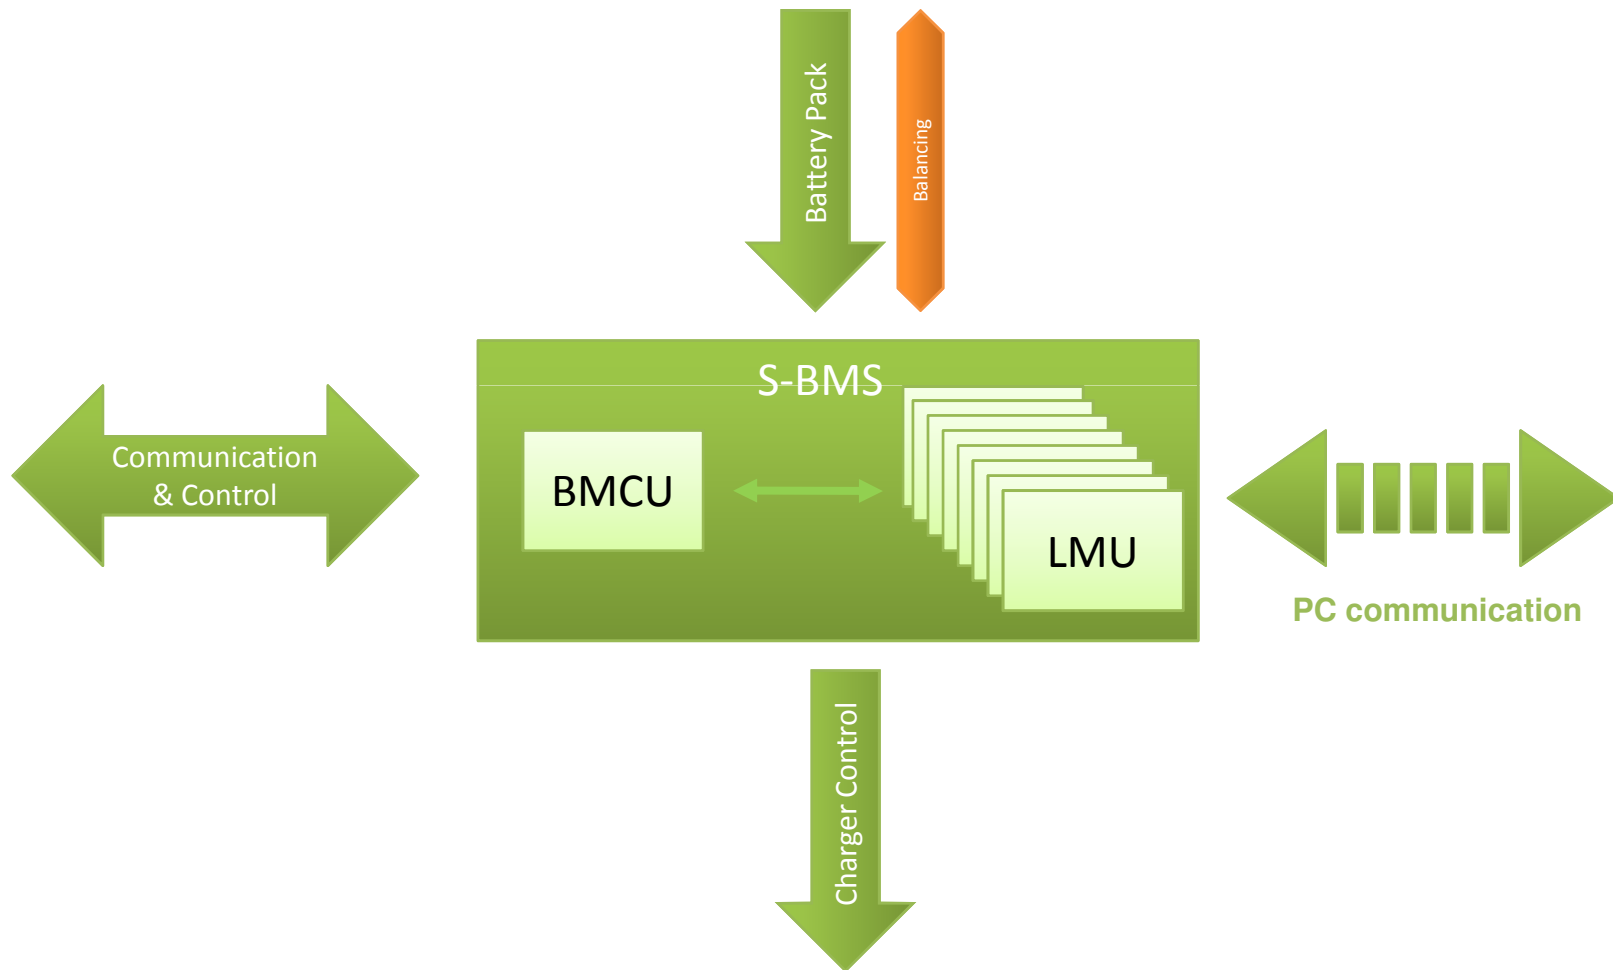 Battery Pack
Balancing
S-BMS
Communication
& Control
BMCU
LMU
PC communication
Charger Control